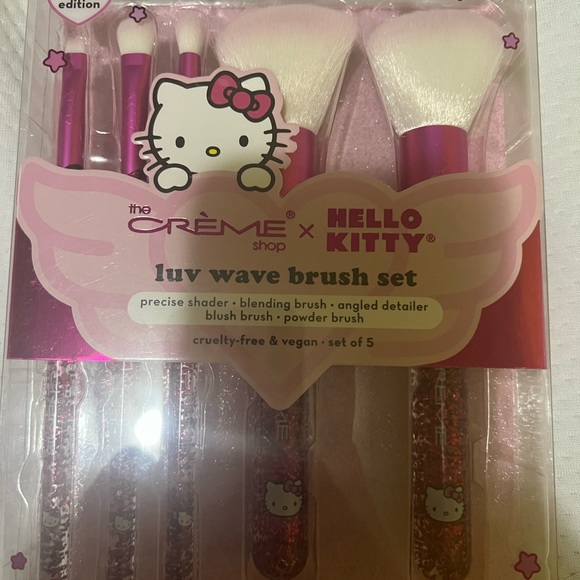 edition
the
CRÈME®
shop
x
HELLO
KITTY®
luv wave brush set
precise shader • blending brush • angled detailer
blush brush • powder brush
cruelty-free & vegan • set of 5